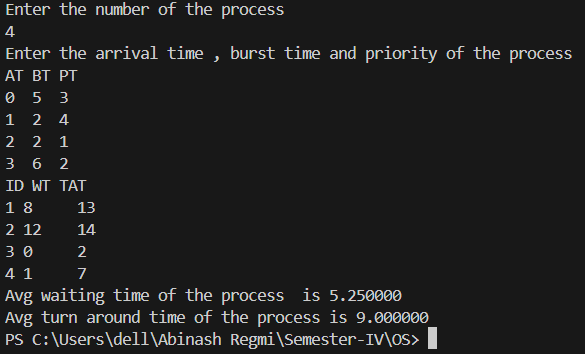 Enter the number of the process
4
Enter the arrival time , burst time and priority of the process
AT BT PT
0  5  3
1  2  4
2  2  1
3  6  2
ID WT TAT
1 8     13
2 12    14
3 0     2
4 1     7
Avg waiting time of the process  is 5.250000
Avg turn around time of the process is 9.000000
PS C:\Users\dell\Abinash Regmi\Semester-IV\OS>